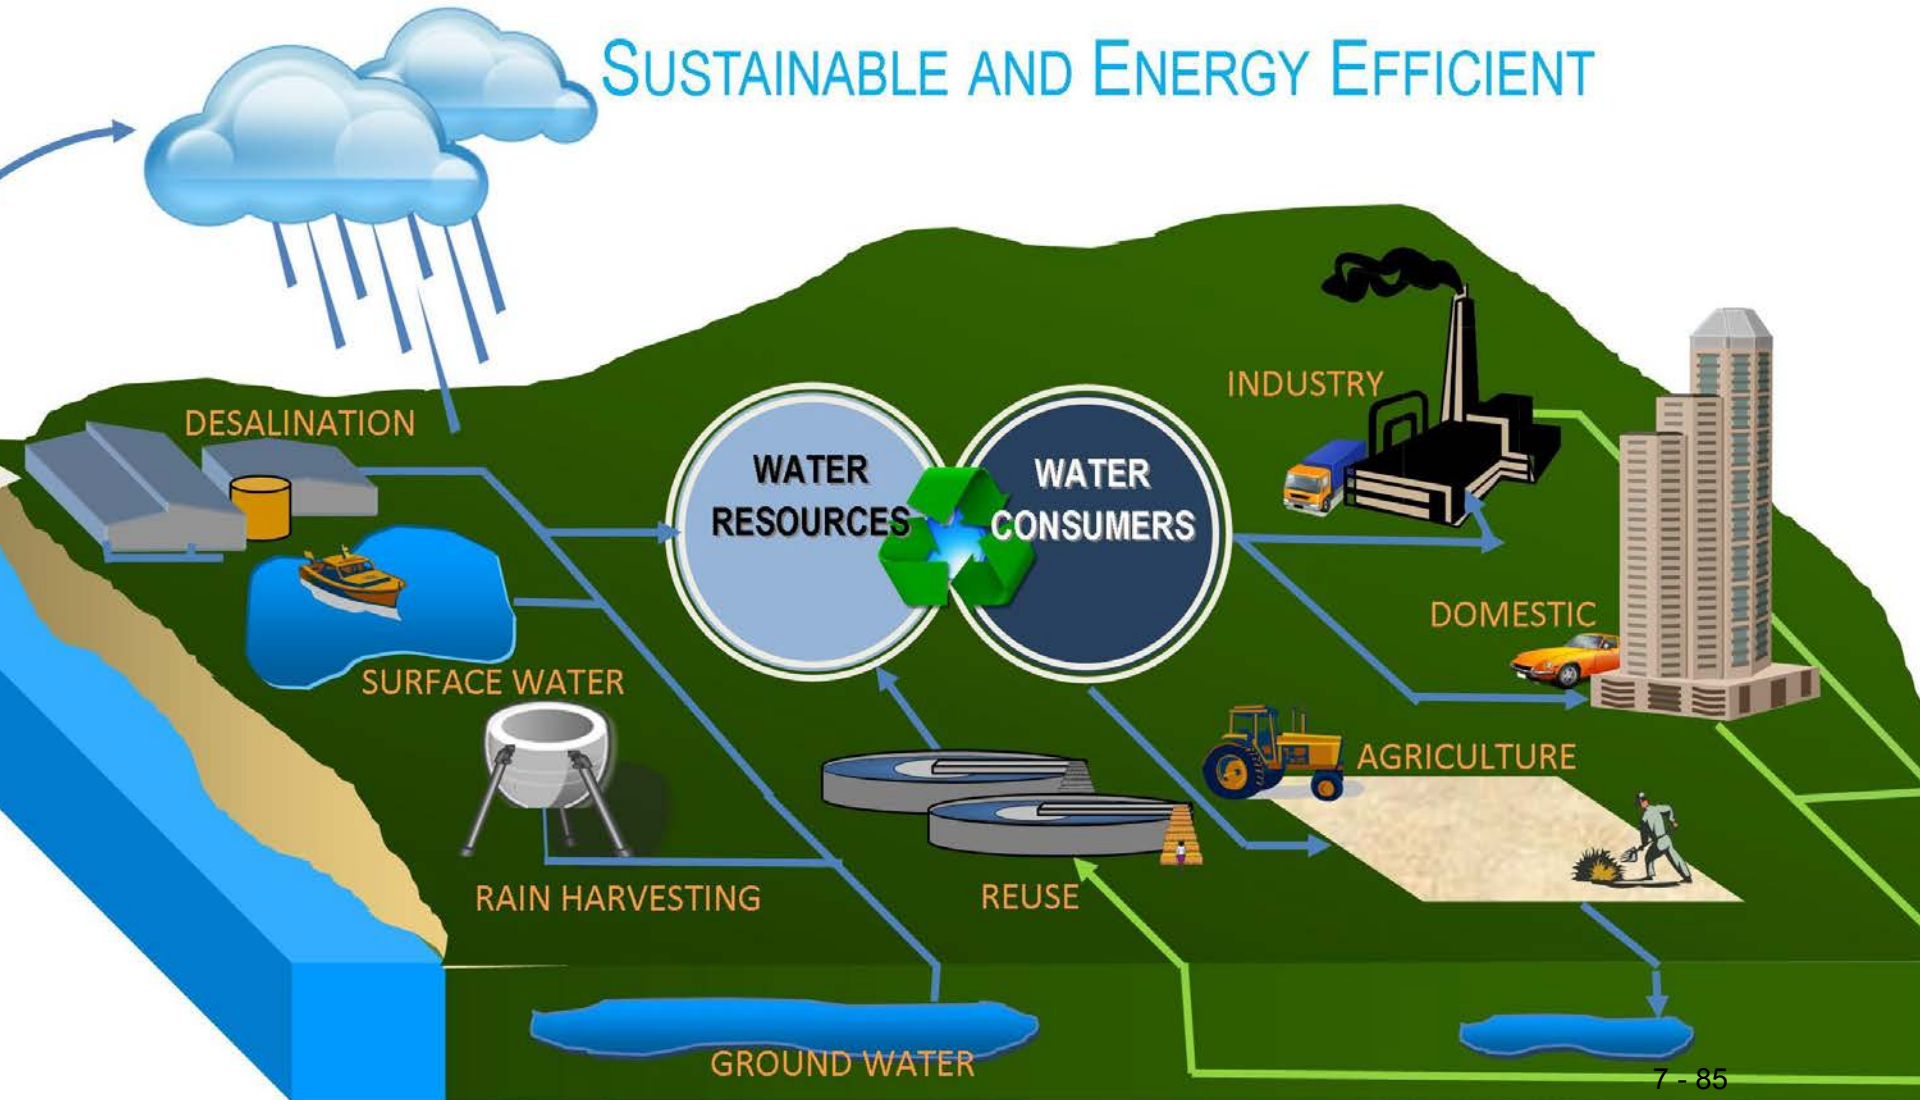 SUSTAINABLE AND ENERGY EFFICIENT
DESALINATION
INDUSTRY
WATER
RESOURCES
WATER
CONSUMERS
DOMESTIC
SURFACE WATER
AGRICULTURE
RAIN HARVESTING
REUSE
GROUND WATER
7 - 85